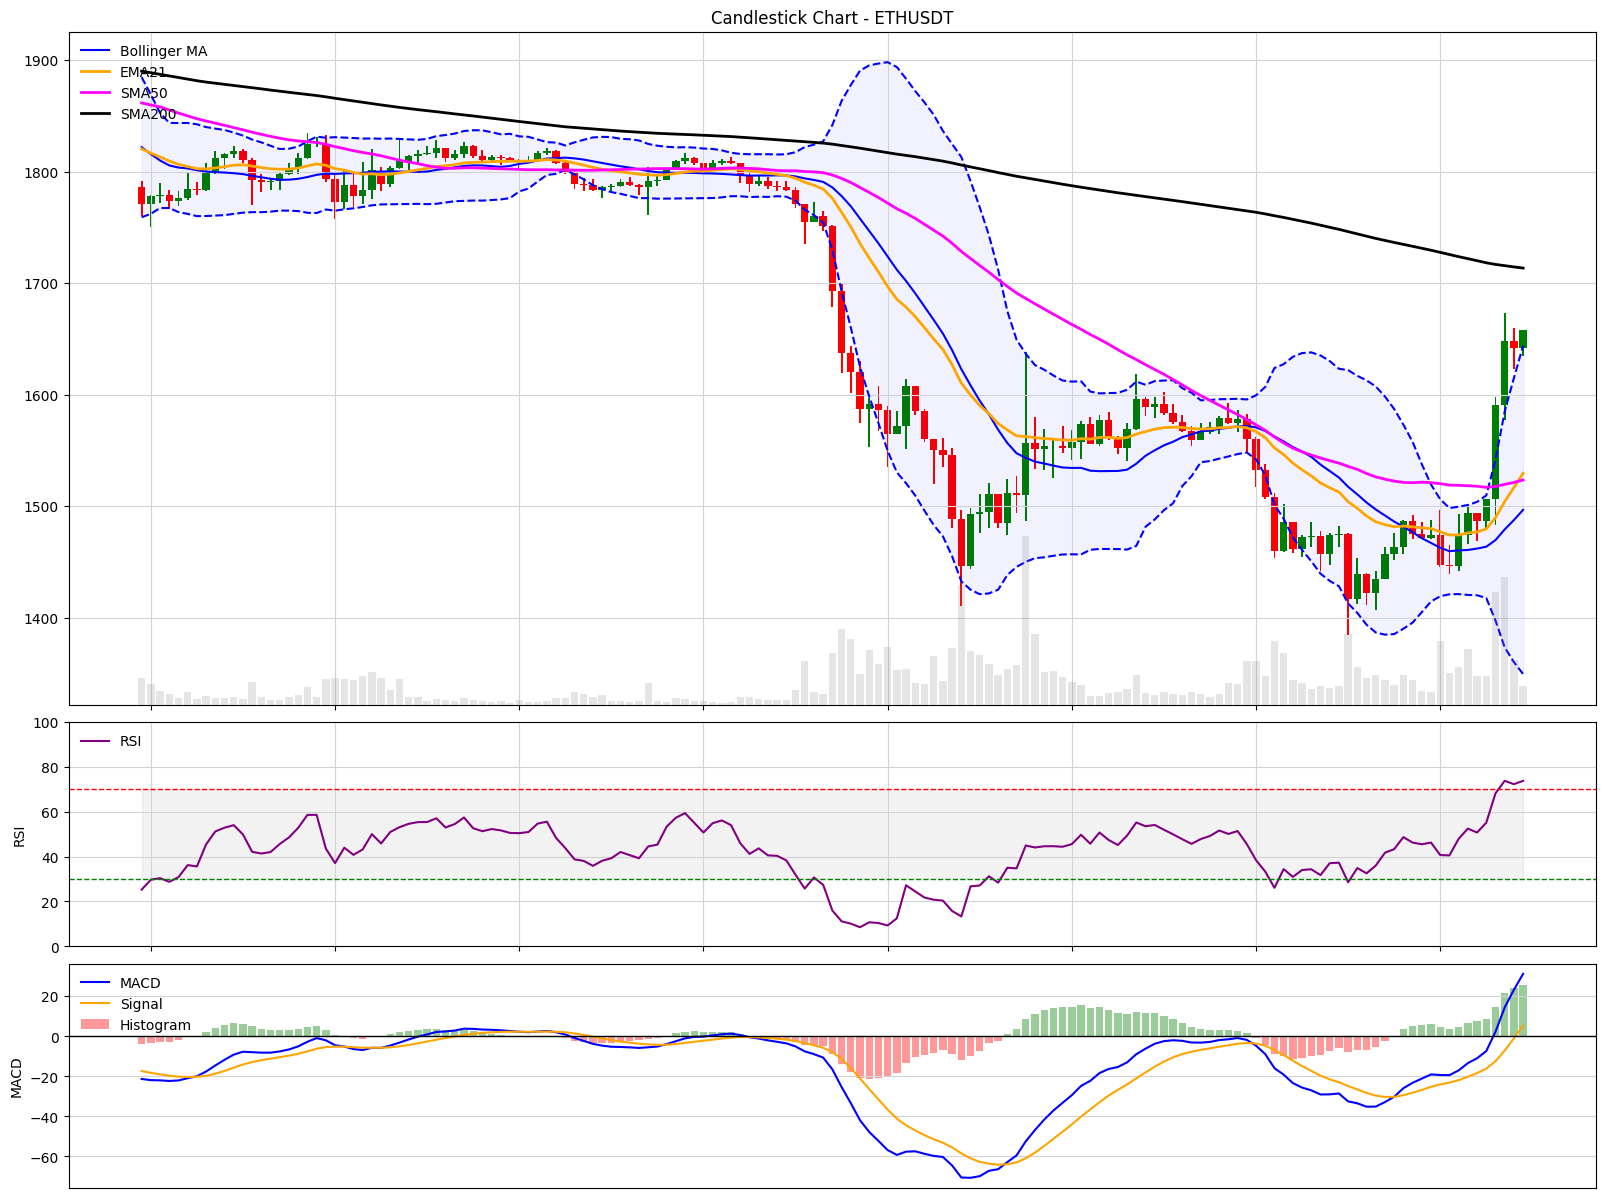 Candlestick Chart - ETHUSDT
Bollinger MA
EMA21
SMA50
SMA200
1900
1800
1700
1600
1500
1400
RSI
100
80
60
40
20
0
RSI
MACD
Signal
Histogram
20
0
−20
−40
−60
MACD